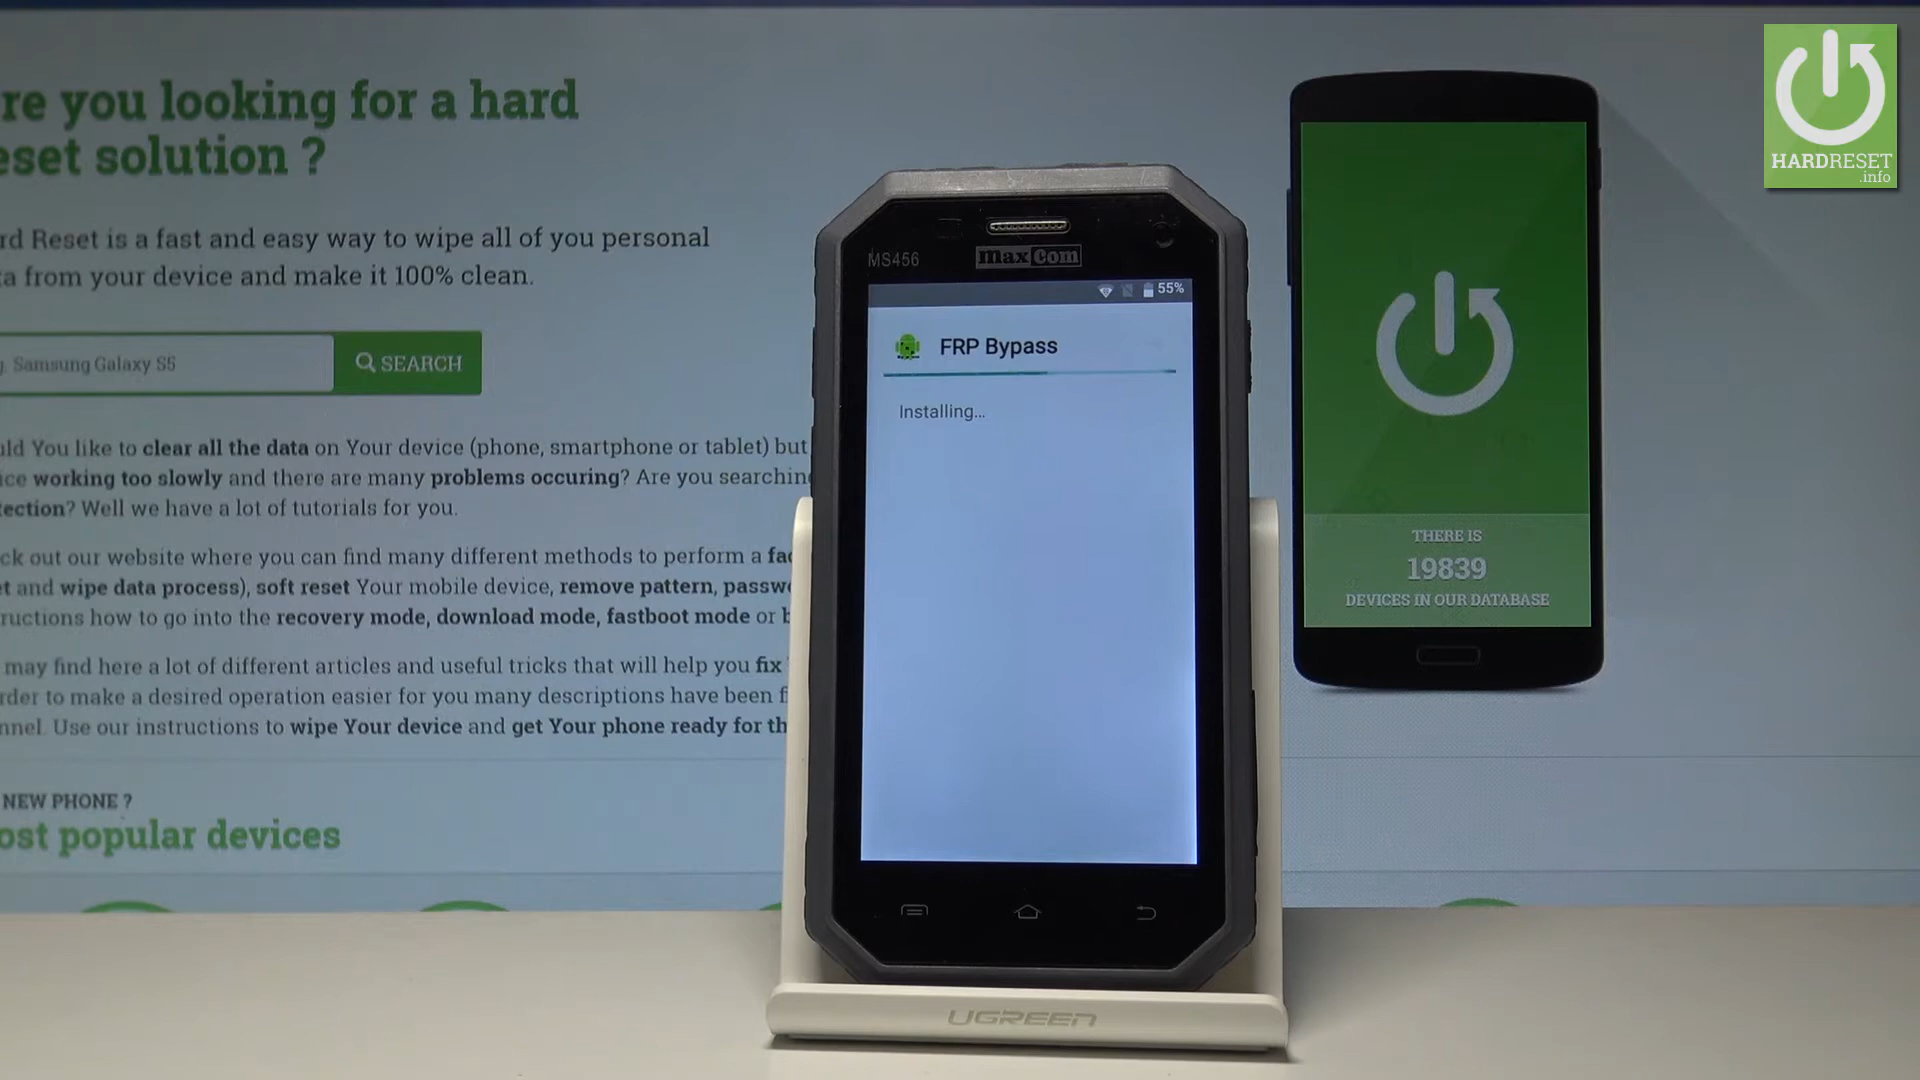 re you looking for a hard
eset solution ?
rd Reset is a fast and easy way to wipe all of you personal
a from your device and make it 100% clean.
g. Samsung Galaxy S5
SEARCH
ld You like to clear all the data on Your device (phone, smartphone or tablet) but
ice working too slowly and there are many problems occuring? Are you searching
ection? Well we have a lot of tutorials for you.
ck out our website where you can find many different methods to perform a fac
t and wipe data process), soft reset Your mobile device, remove pattern, passw
ructions how to go into the recovery mode, download mode, fastboot mode or b
may find here a lot of different articles and useful tricks that will help you fix
rder to make a desired operation easier for you many descriptions have been fi
nnel. Use our instructions to wipe Your device and get Your phone ready for th
NEW PHONE ?
ost popular devices
MS456
maxcom
55%
FRP Bypass
Installing...
UGREEN
THERE IS
19839
DEVICES IN OUR DATABASE
HARDRESET
.info